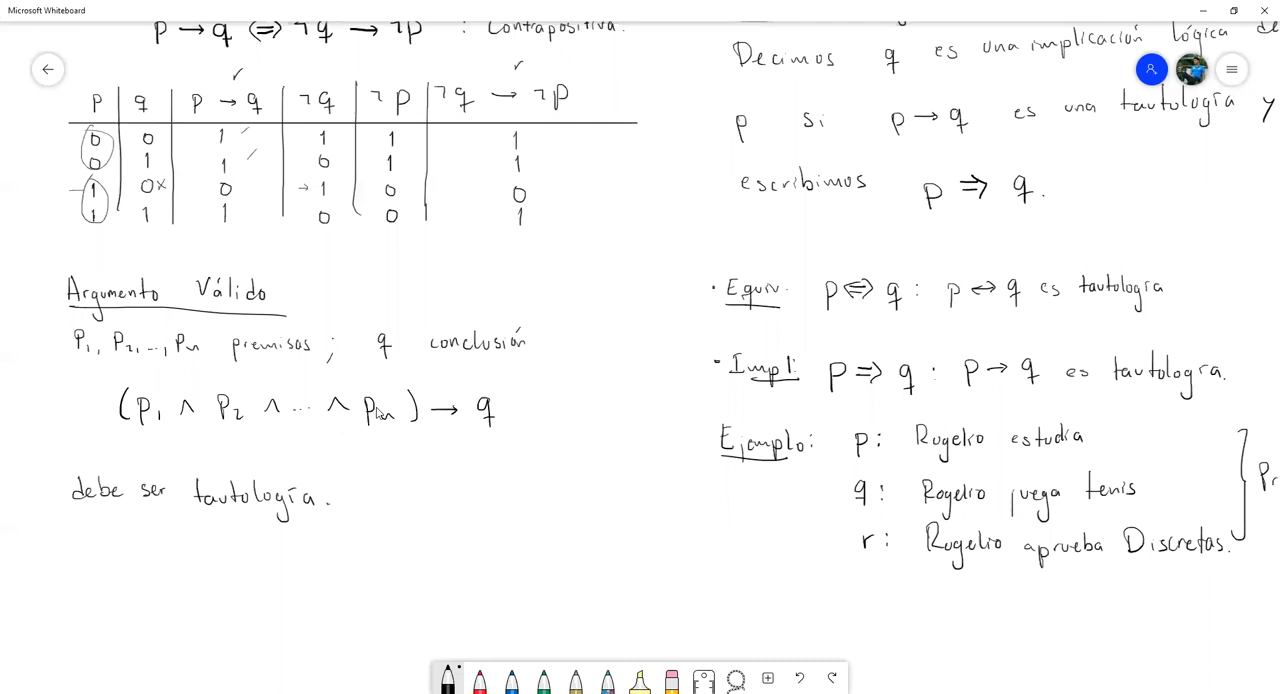 Microsoft Whiteboard
p → q ⟺ ¬q → ¬p : Contrapositiva.
p q p → q ¬q ¬p ¬q → ¬p
0 0 1 1 1 1
0 1 1 0 1 1
1 0 0 1 0 0
1 1 1 0 0 1
Argumento Válido
P1, P2, ..., Pn premisas ; q conclusión
(p1 ∧ p2 ∧ ... ∧ pn) → q
debe ser tautología.
Decimos q es una implicación lógica de
p si p → q es una tautología y
escribimos p ⇒ q.
· Equiv. p ⟺ q : p ↔ q es tautología
· Impl: p ⇒ q : p → q es tautología.
Ejemplo: p: Rogelio estudia
q: Rogelio juega tenis
r: Rogelio aprueba Discretas.